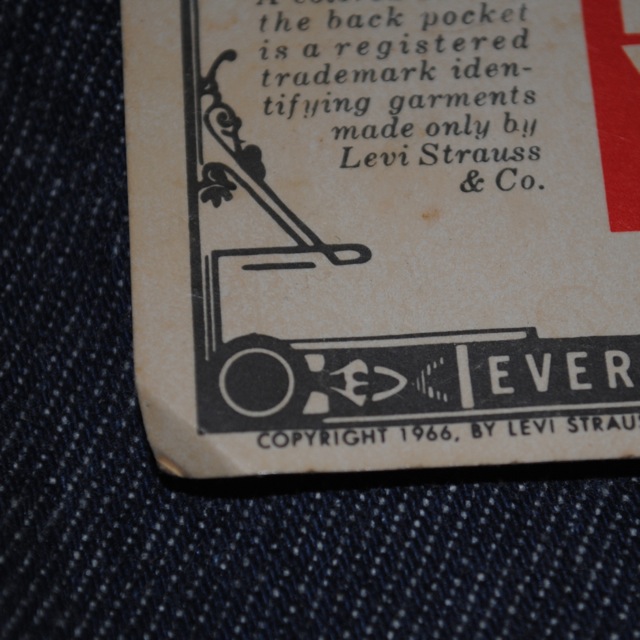 the back pocket
is a registered
trademark iden-
tifying garments
made only by
Levi Strauss
& Co.
EVER
COPYRIGHT 1966, BY LEVI STRAUS